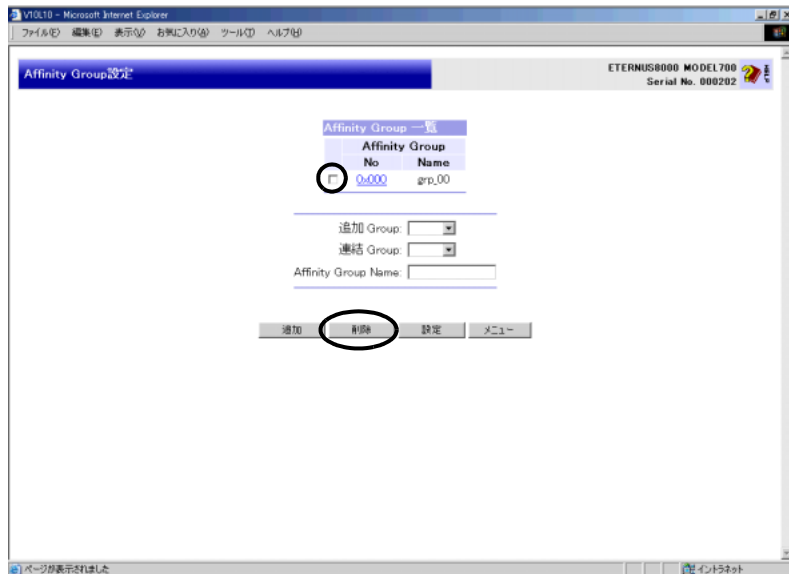 V10L10 - Microsoft Internet Explorer
ファイル(F) 編集(E) 表示(V) お気に入り(A) ツール(T) ヘルプ(H)
Affinity Group設定
ETERNUS8000 MODEL700
Serial No. 000202
Affinity Group 一覧
Affinity Group
No Name
0x000 grp_00
追加 Group:
連結 Group:
Affinity Group Name:
追加 削除 設定 メニュー
ページが表示されました
イントラネット